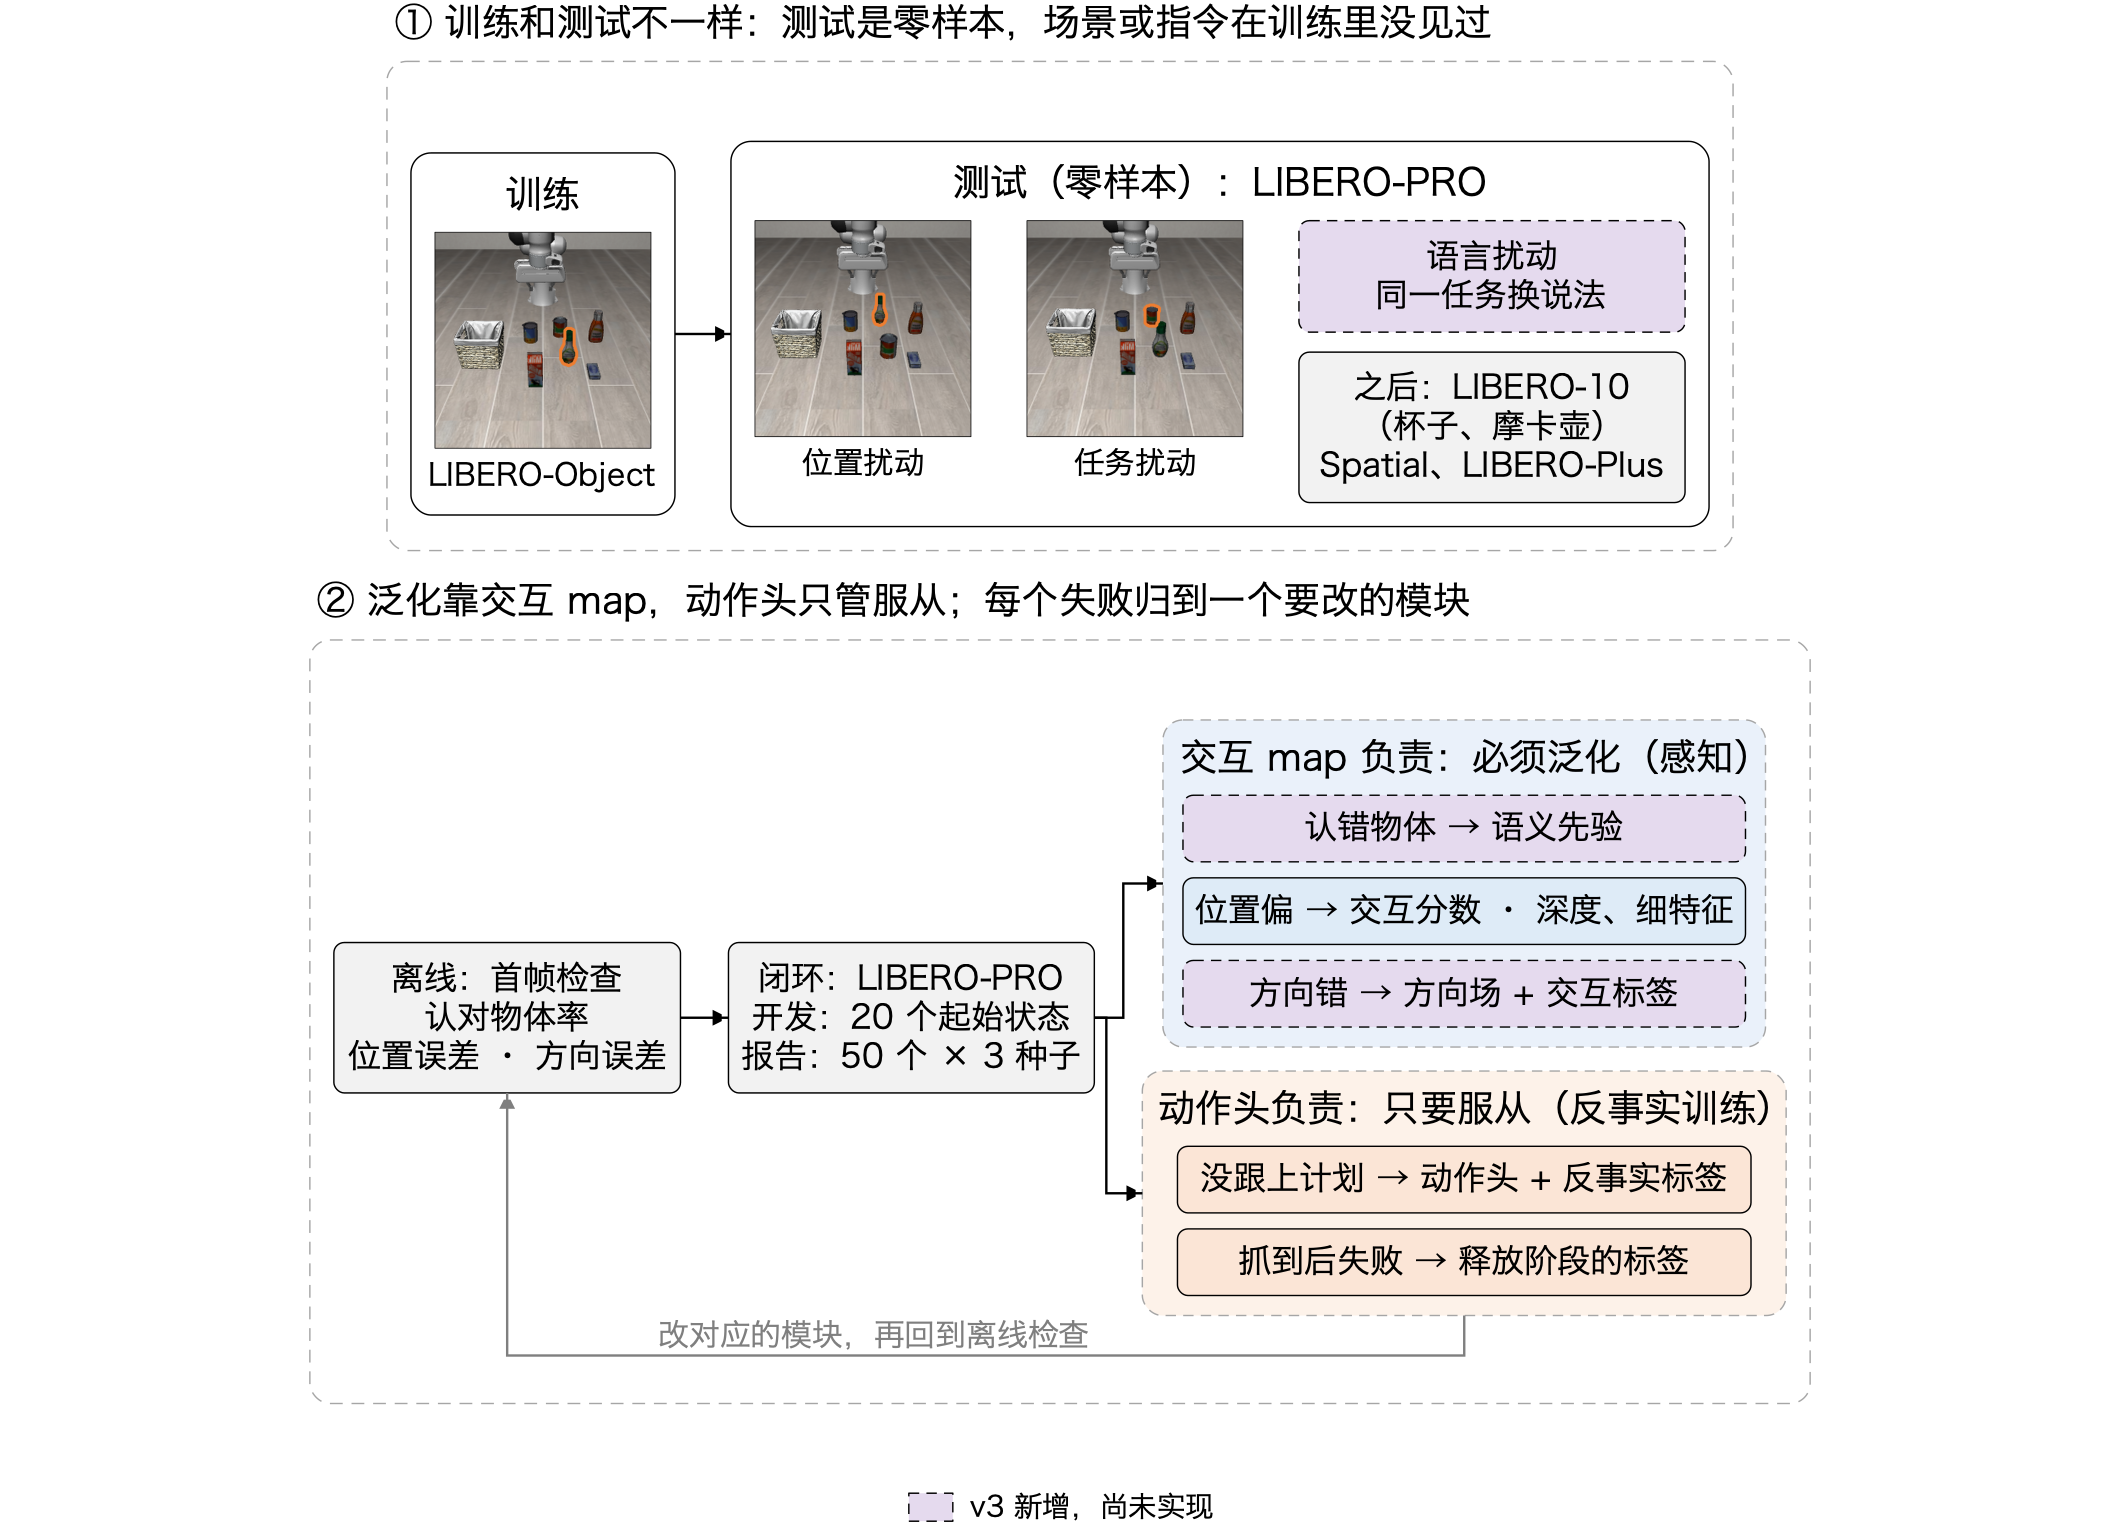 ① 训练和测试不一样：测试是零样本，场景或指令在训练里没见过
训练
LIBERO-Object
测试（零样本）：LIBERO-PRO
位置扰动
任务扰动
语言扰动
同一任务换说法
之后：LIBERO-10
（杯子、摩卡壶）
Spatial、LIBERO-Plus
② 泛化靠交互 map，动作头只管服从；每个失败归到一个要改的模块
离线：首帧检查
认对物体率
位置误差 · 方向误差
闭环：LIBERO-PRO
开发：20 个起始状态
报告：50 个 × 3 种子
交互 map 负责：必须泛化（感知）
认错物体 → 语义先验
位置偏 → 交互分数 · 深度、细特征
方向错 → 方向场 + 交互标签
动作头负责：只要服从（反事实训练）
没跟上计划 → 动作头 + 反事实标签
抓到后失败 → 释放阶段的标签
改对应的模块，再回到离线检查
v3 新增，尚未实现